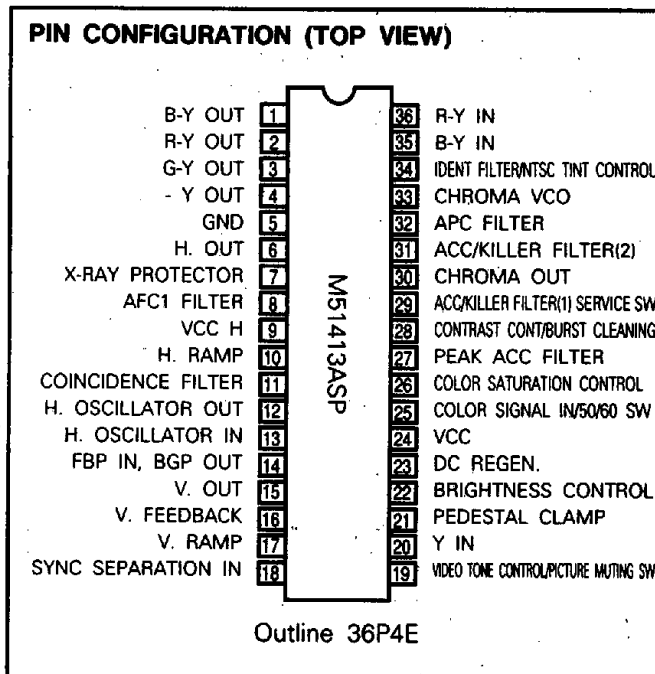 PIN CONFIGURATION (TOP VIEW)
B-Y OUT 1 36 R-Y IN
R-Y OUT 2 35 B-Y IN
G-Y OUT 3 34 IDENT FILTER/NTSC TINT CONTROL
- Y OUT 4 33 CHROMA VCO
GND 5 32 APC FILTER
H. OUT 6 31 ACC/KILLER FILTER(2)
X-RAY PROTECTOR 7 30 CHROMA OUT
AFC1 FILTER 8 29 ACC/KILLER FILTER(1) SERVICE SW
VCC H 9 28 CONTRAST CONT/BURST CLEANING
H. RAMP 10 27 PEAK ACC FILTER
COINCIDENCE FILTER 11 26 COLOR SATURATION CONTROL
H. OSCILLATOR OUT 12 25 COLOR SIGNAL IN/50/60 SW
H. OSCILLATOR IN 13 24 VCC
FBP IN, BGP OUT 14 23 DC REGEN.
V. OUT 15 22 BRIGHTNESS CONTROL
V. FEEDBACK 16 21 PEDESTAL CLAMP
V. RAMP 17 20 Y IN
SYNC SEPARATION IN 18 19 VIDEO TONE CONTROL/PICTURE MUTING SW
M51413ASP
Outline 36P4E